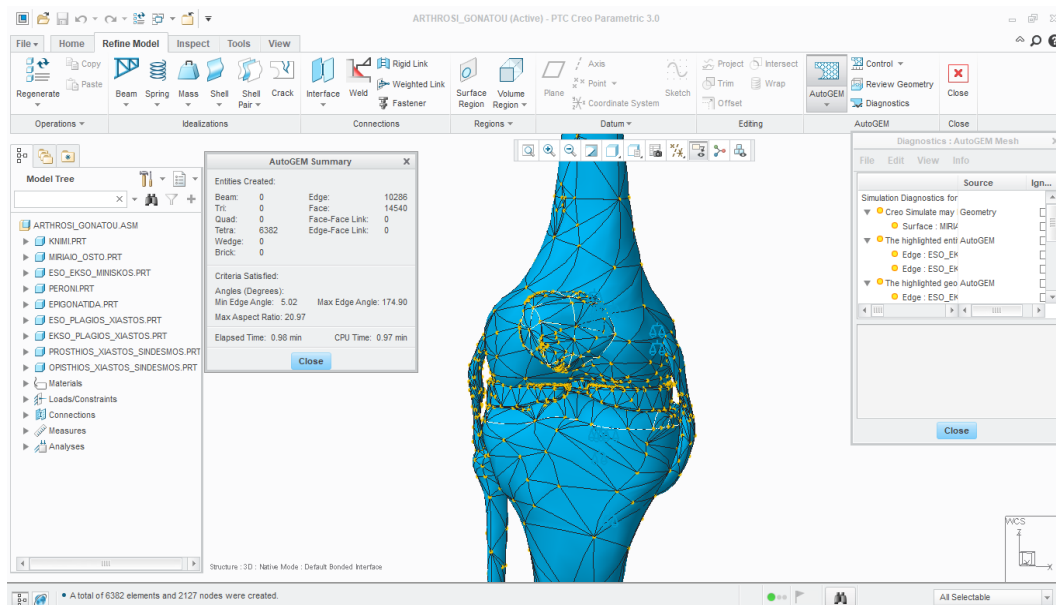 ARTHROSI_GONATOU (Active) - PTC Creo Parametric 3.0
File Home Refine Model Inspect Tools View
Regenerate
Copy
Paste
Beam Spring Mass Shell Shell Pair Crack
Interface Weld
Rigid Link
Weighted Link
Fastener
Surface Region Volume Region
Plane
Axis
Point
Coordinate System
Sketch
Project Intersect
Trim Wrap
Offset
AutoGEM
Control
Review Geometry
Diagnostics
Close
Operations Idealizations Connections Regions Datum Editing AutoGEM Close
Model Tree
ARTHROSI_GONATOU.ASM
KNIMI.PRT
MIRIAIO_OSTO.PRT
ESO_EKSO_MINISKOS.PRT
PERONI.PRT
EPIGONATIDA.PRT
ESO_PLAGIOS_XIASTOS.PRT
EKSO_PLAGIOS_XIASTOS.PRT
PROSTHIOS_XIASTOS_SINDESMOS.PRT
OPISTHIOS_XIASTOS_SINDESMOS.PRT
Materials
Loads/Constraints
Connections
Measures
Analyses
AutoGEM Summary
Entities Created:
Beam: 0 Edge: 10286
Tri: 0 Face: 14540
Quad: 0 Face-Face Link: 0
Tetra: 6382 Edge-Face Link: 0
Wedge: 0
Brick: 0
Criteria Satisfied:
Angles (Degrees):
Min Edge Angle: 5.02 Max Edge Angle: 174.90
Max Aspect Ratio: 20.97
Elapsed Time: 0.98 min CPU Time: 0.97 min
Close
Diagnostics : AutoGEM Mesh
File Edit View Info
Source Ign...
Simulation Diagnostics for
Creo Simulate may Geometry
Surface : MIRIA
The highlighted enti AutoGEM
Edge : ESO_EK
Edge : ESO_EK
The highlighted geo AutoGEM
Edge : ESO_EK
Close
WCS
Z
X
Structure : 3D : Native Mode : Default Bonded Interface
A total of 6382 elements and 2127 nodes were created.
All Selectable